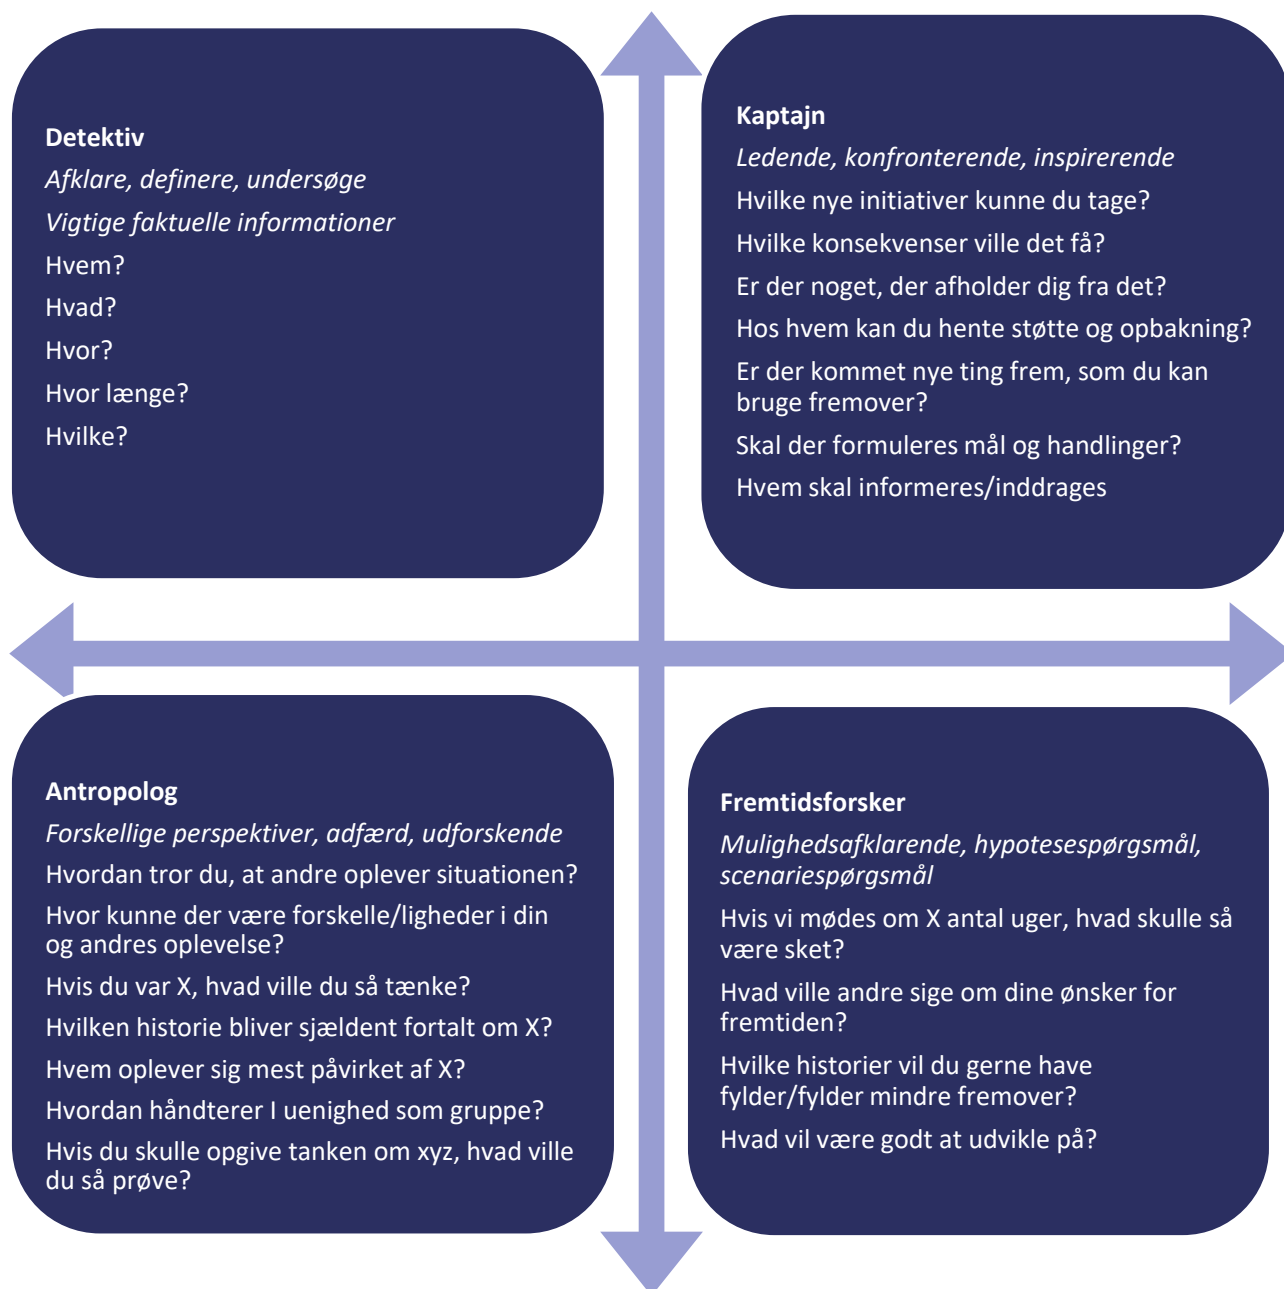 Detektiv
Afklare, definere, undersøge
Vigtige faktuelle informationer
Hvem?
Hvad?
Hvor?
Hvor længe?
Hvilke?
Kaptajn
Ledende, konfronterende, inspirerende
Hvilke nye initiativer kunne du tage?
Hvilke konsekvenser ville det få?
Er der noget, der afholder dig fra det?
Hos hvem kan du hente støtte og opbakning?
Er der kommet nye ting frem, som du kan
bruge fremover?
Skal der formuleres mål og handlinger?
Hvem skal informeres/inddrages
Antropolog
Forskellige perspektiver, adfærd, udforskende
Hvordan tror du, at andre oplever situationen?
Hvor kunne der være forskelle/ligheder i din
og andres oplevelse?
Hvis du var X, hvad ville du så tænke?
Hvilken historie bliver sjældent fortalt om X?
Hvem oplever sig mest påvirket af X?
Hvordan håndterer I uenighed som gruppe?
Hvis du skulle opgive tanken om xyz, hvad ville
du så prøve?
Fremtidsforsker
Mulighedsafklarende, hypotesespørgsmål,
scenariespørgsmål
Hvis vi mødes om X antal uger, hvad skulle så
være sket?
Hvad ville andre sige om dine ønsker for
fremtiden?
Hvilke historier vil du gerne have
fylder/fylder mindre fremover?
Hvad vil være godt at udvikle på?